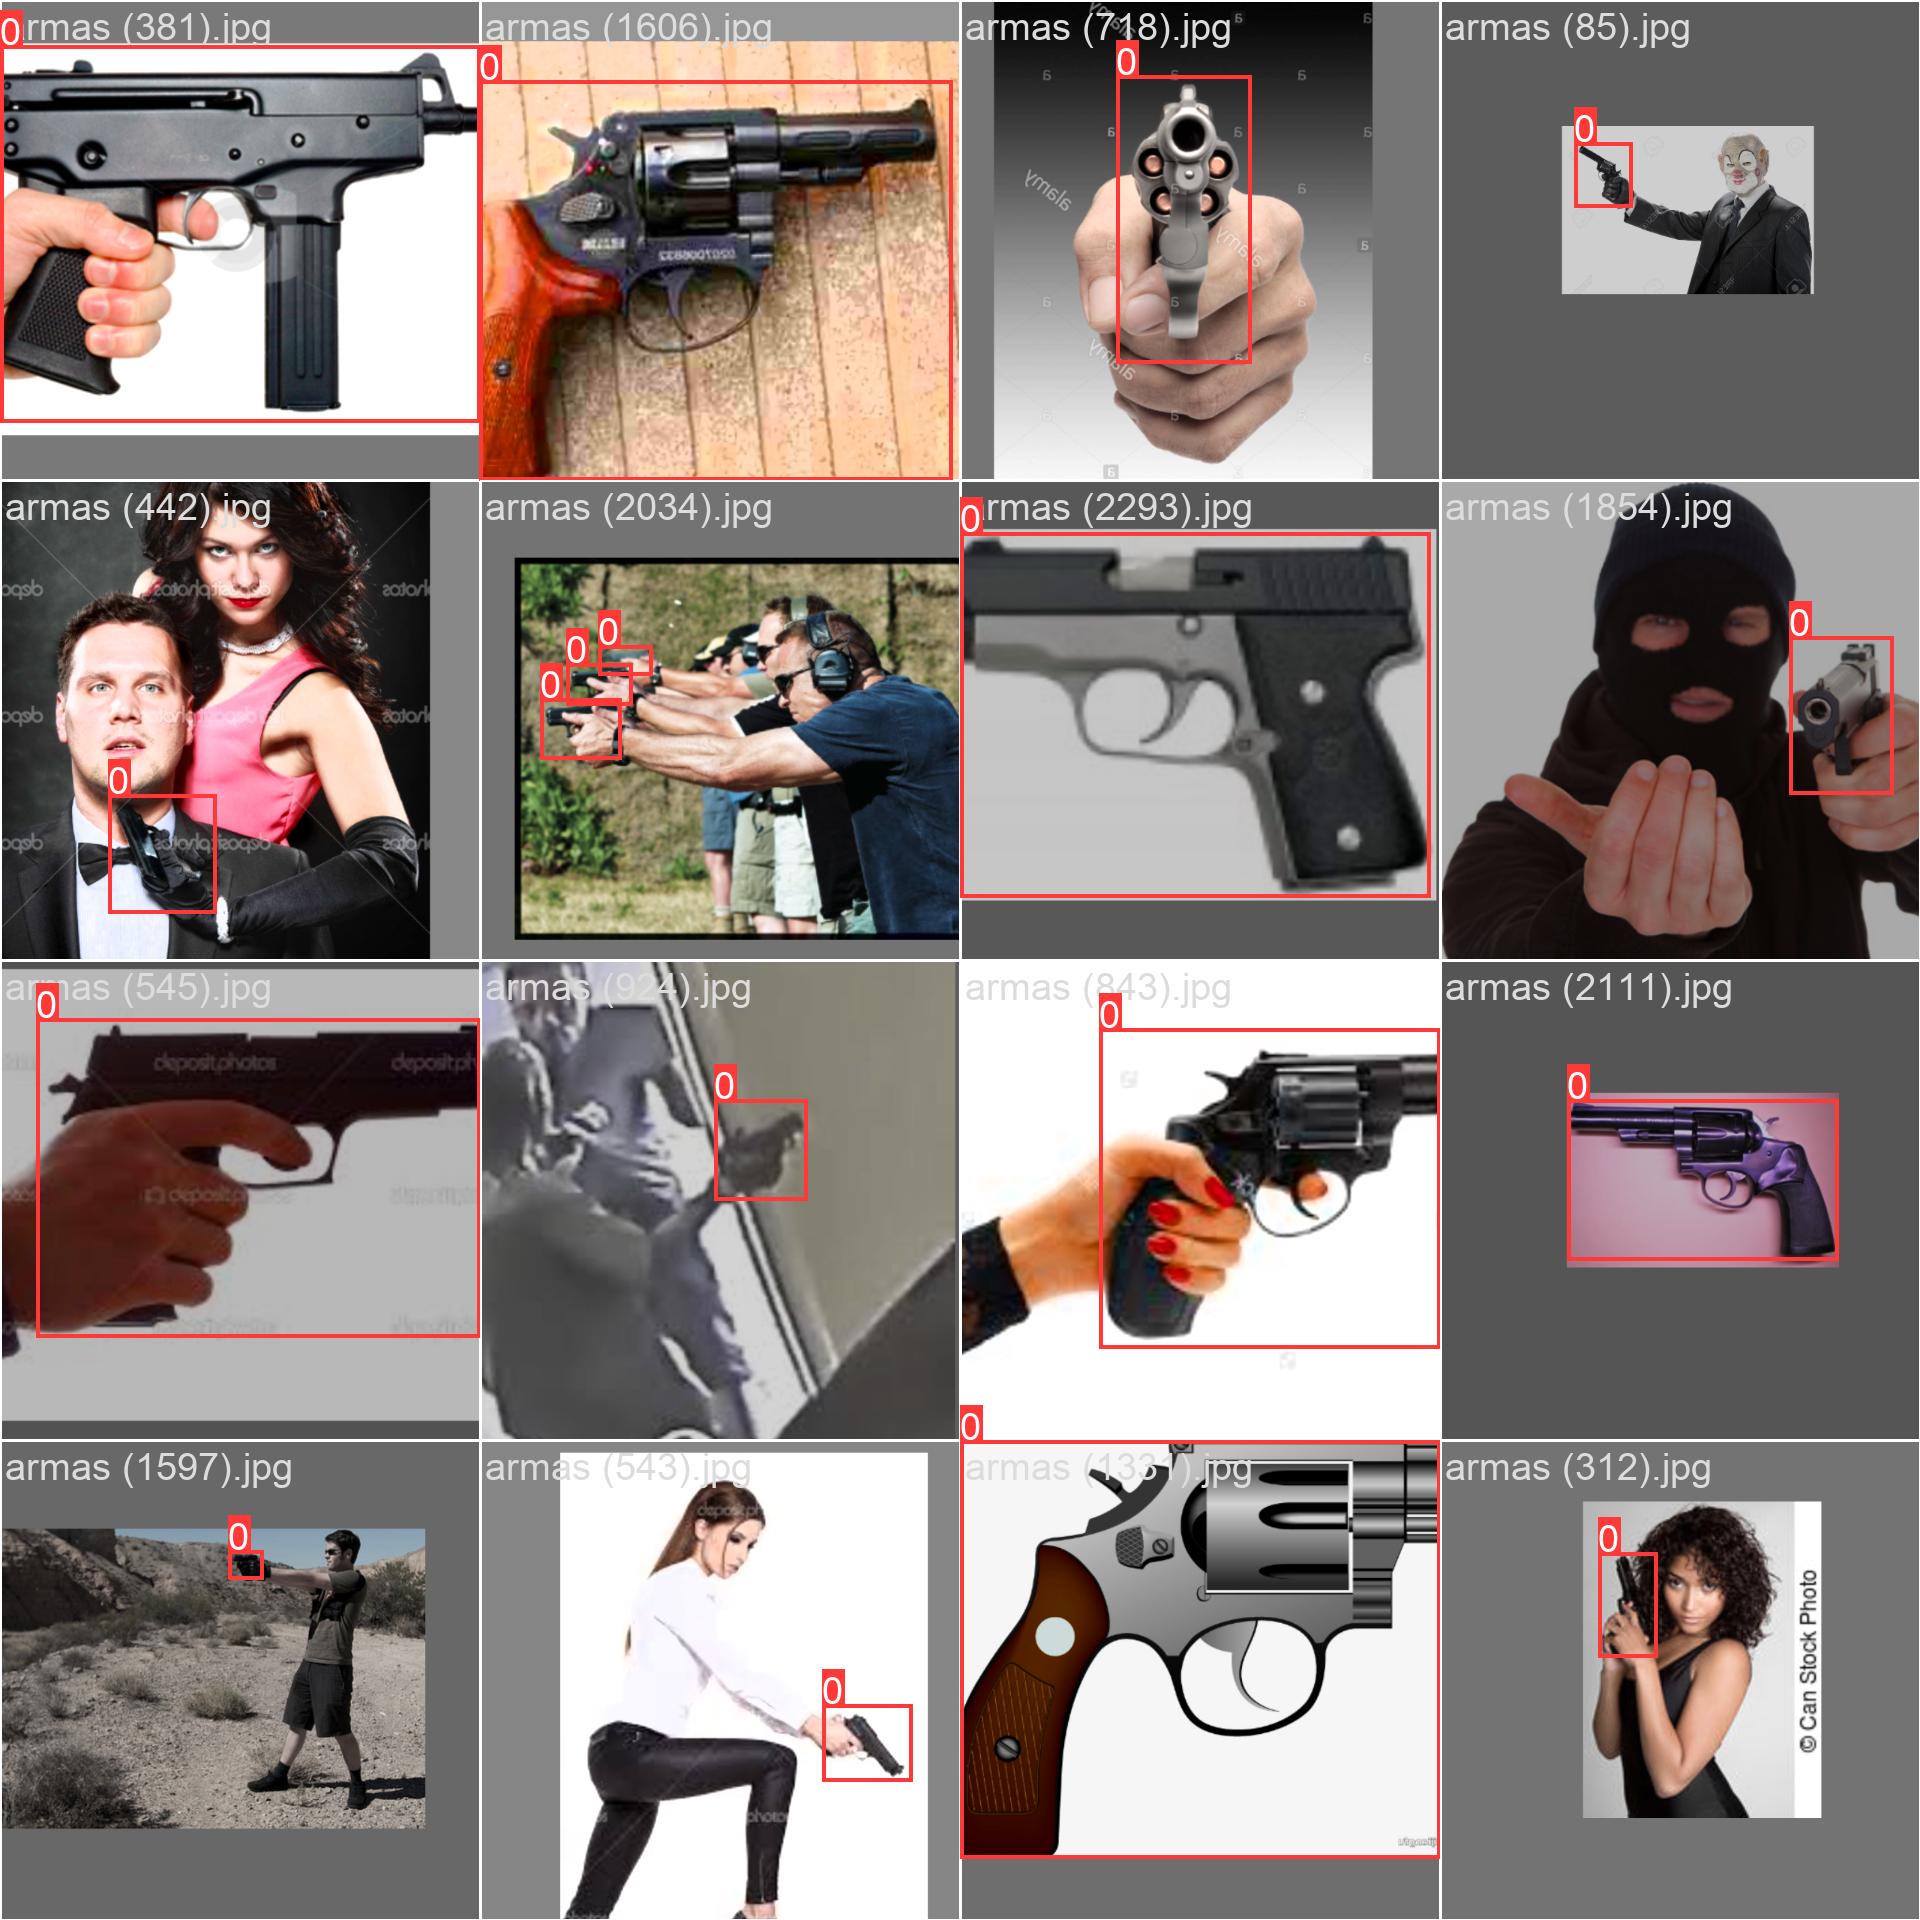 armas (381).jpg
armas (1606).jpg
armas (718).jpg
armas (85).jpg
0
0
0
0
armas (442).jpg
armas (2034).jpg
armas (2293).jpg
armas (1854).jpg
0
0
0
0
0
0
armas (545).jpg
armas (924).jpg
armas (843).jpg
armas (2111).jpg
0
0
0
0
depositphotos
armas (1597).jpg
armas (543).jpg
armas (1331).jpg
armas (312).jpg
0
0
0
0
© Can Stock Photo